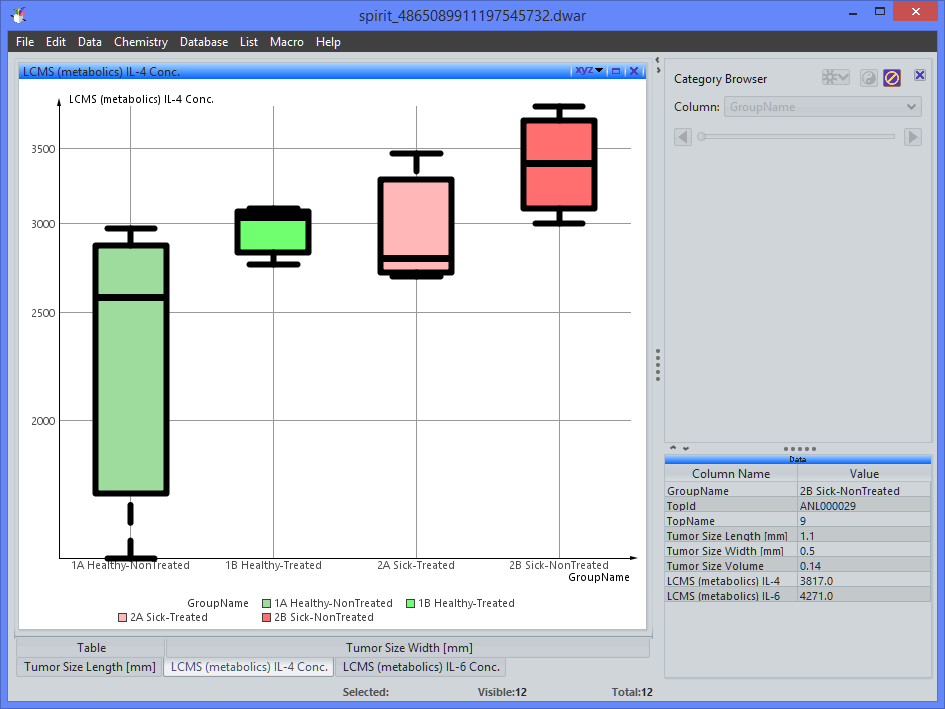 spirit_4865089911197545732.dwar
File Edit Data Chemistry Database List Macro Help
LCMS (metabolics) IL-4 Conc.
xyz
LCMS (metabolics) IL-4 Conc.
3500
3000
2500
2000
1A Healthy-NonTreated 1B Healthy-Treated 2A Sick-Treated 2B Sick-NonTreated
GroupName
GroupName 1A Healthy-NonTreated 1B Healthy-Treated
2A Sick-Treated 2B Sick-NonTreated
Table Tumor Size Width [mm]
Tumor Size Length [mm] LCMS (metabolics) IL-4 Conc. LCMS (metabolics) IL-6 Conc.
Selected: Visible:12 Total:12
Category Browser
Column: GroupName
Data
Column Name Value
GroupName 2B Sick-NonTreated
TopId ANL000029
TopName 9
Tumor Size Length [mm] 1.1
Tumor Size Width [mm] 0.5
Tumor Size Volume 0.14
LCMS (metabolics) IL-4 3817.0
LCMS (metabolics) IL-6 4271.0